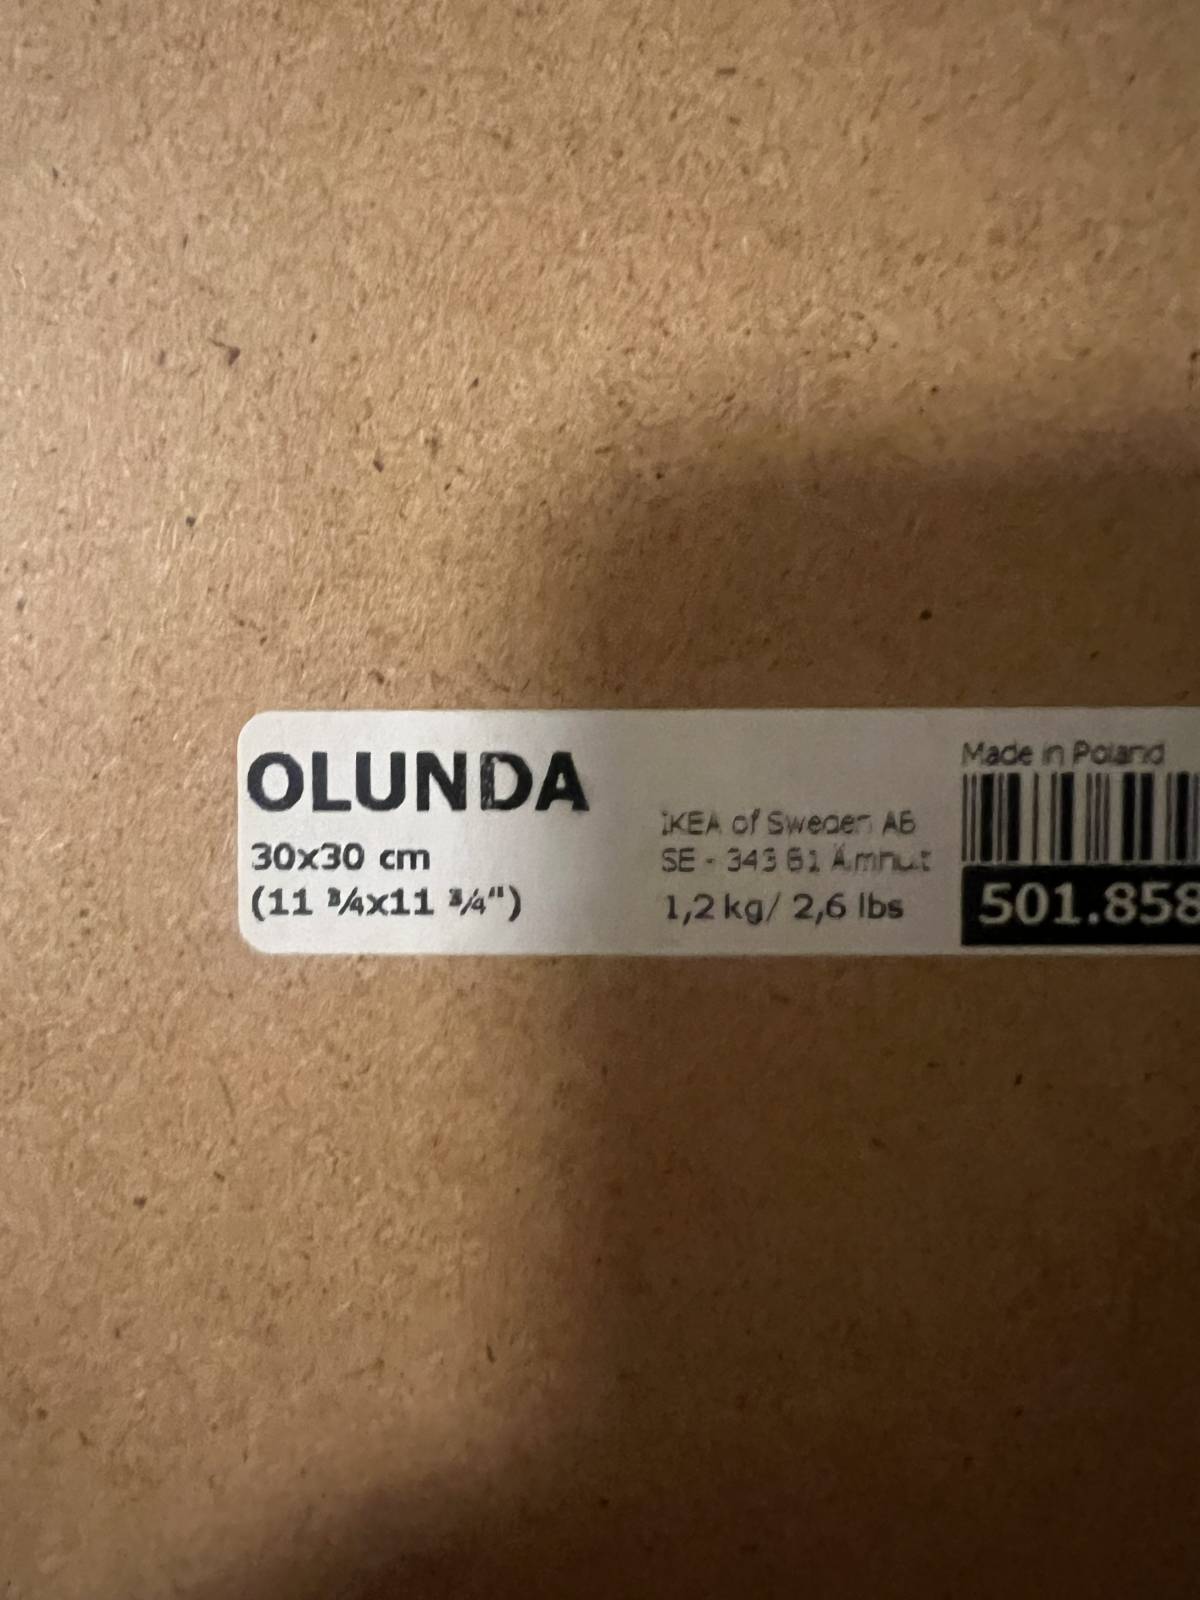 OLUNDA
30x30 cm
(11 ¾x11 ¾")
IKEA of Sweden AB
SE - 343 81 Älmhult
1,2 kg/ 2,6 lbs
Made in Poland
501.858